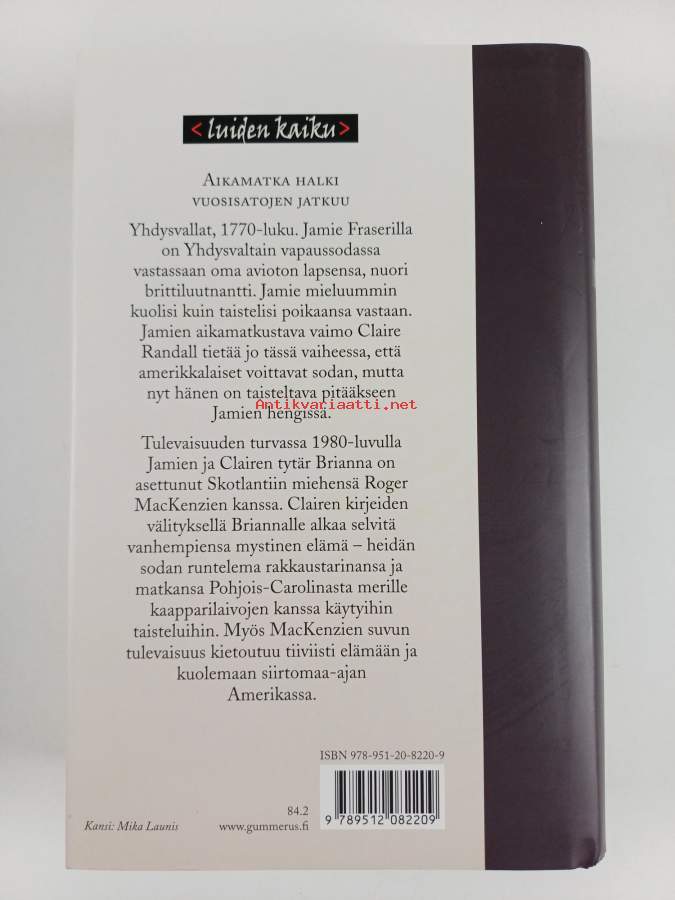 <luiden kaiku>
AIKAMATKA HALKI
VUOSISATOJEN JATKUU
Yhdysvallat, 1770-luku. Jamie Fraserilla
on Yhdysvaltain vapaussodassa
vastassaan oma avioton lapsensa, nuori
brittiluutnantti. Jamie mieluummin
kuolisi kuin taistelisi poikaansa vastaan.
Jamien aikamatkustava vaimo Claire
Randall tietää jo tässä vaiheessa, että
amerikkalaiset voittavat sodan, mutta
nyt hänen on taisteltava pitääkseen
Antikvariaatti.net
Jamien hengissä.
Tulevaisuuden turvassa 1980-luvulla
Jamien ja Clairen tytär Brianna on
asettunut Skotlantiin miehensä Roger
MacKenzien kanssa. Clairen kirjeiden
välityksellä Briannalle alkaa selvitä
vanhempiensa mystinen elämä – heidän
sodan runtelema rakkaustarinansa ja
matkansa Pohjois-Carolinasta merille
kaapparilaivojen kanssa käytyihin
taisteluihin. Myös MacKenzien suvun
tulevaisuus kietoutuu tiiviisti elämään ja
kuolemaan siirtomaa-ajan
Amerikassa.
ISBN 978-951-20-8220-9
84.2
Kansi: Mika Launis www.gummerus.fi
9 789512 082209